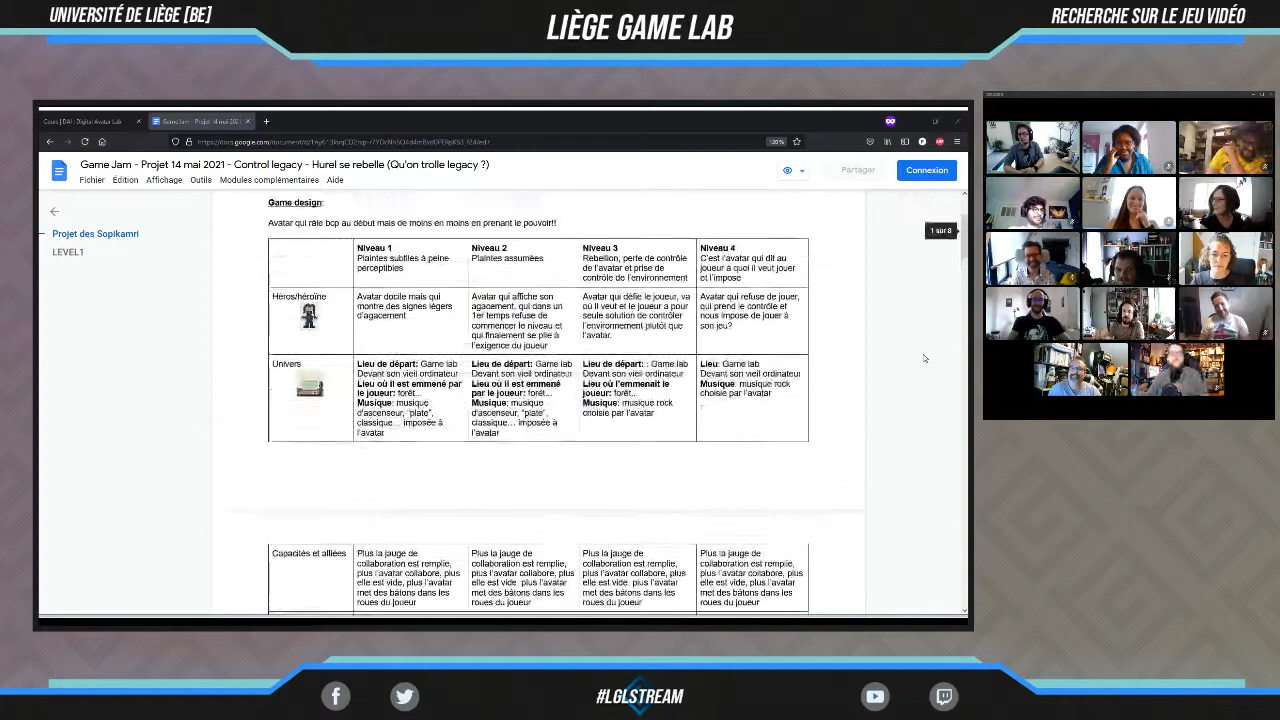 UNIVERSITÉ DE LIÈGE [BE]
LIÈGE GAME LAB
RECHERCHE SUR LE JEU VIDÉO
Cours | DAI : Digital Avatar Lab
Game Jam - Projet 14 mai 2021
120%
Game Jam - Projet 14 mai 2021 - Control legacy - Hurel se rebelle (Qu'on trolle legacy ?)
Fichier Édition Affichage Outils Modules complémentaires Aide
Partager
Connexion
Projet des Sopikamri
LEVEL1
1 sur 8
Game design:
Avatar qui râle bcp au début mais de moins en moins en prenant le pouvoir!!
Niveau 1
Plaintes subtiles à peine
perceptibles
Niveau 2
Plaintes assumées
Niveau 3
Rebellion, perte de contrôle
de l'avatar et prise de
contrôle de l'environnement
Niveau 4
C'est l'avatar qui dit au
joueur à quoi il veut jouer
et l'impose
Héros/héroïne
Avatar docile mais qui
montre des signes légers
d'agacement
Avatar qui affiche son
agacement, qui dans un
1er temps refuse de
commencer le niveau et
qui finalement se plie à
l'exigence du joueur
Avatar qui défie le joueur, va
où il veut et le joueur a pour
seule solution de contrôler
l'environnement plutôt que
l'avatar.
Avatar qui refuse de jouer,
qui prend le contrôle et
nous impose de jouer à
son jeu?
Univers
Lieu de départ: Game lab
Devant son vieil ordinateur
Lieu où il est emmené par
le joueur: forêt...
Musique: musique
d'ascenseur, "plate",
classique... imposée à
l'avatar
Lieu de départ: Game lab
Devant son vieil ordinateur
Lieu où il est emmené
par le joueur: forêt...
Musique: musique
d'ascenseur, "plate",
classique... imposée à
l'avatar
Lieu de départ: : Game lab
Devant son vieil ordinateur
Lieu où l'emmenait le
joueur: forêt..
Musique: musique rock
choisie par l'avatar
Lieu: Game lab
Devant son vieil ordinateur
Musique: musique rock
choisie par l'avatar
Capacités et alliées
Plus la jauge de
collaboration est remplie,
plus l'avatar collabore, plus
elle est vide, plus l'avatar
met des bâtons dans les
roues du joueur
Plus la jauge de
collaboration est remplie,
plus l'avatar collabore, plus
elle est vide, plus l'avatar
met des bâtons dans les
roues du joueur
Plus la jauge de
collaboration est remplie,
plus l'avatar collabore, plus
elle est vide, plus l'avatar
met des bâtons dans les
roues du joueur
Plus la jauge de
collaboration est remplie,
plus l'avatar collabore, plus
elle est vide, plus l'avatar
met des bâtons dans les
roues du joueur
#LGLSTREAM